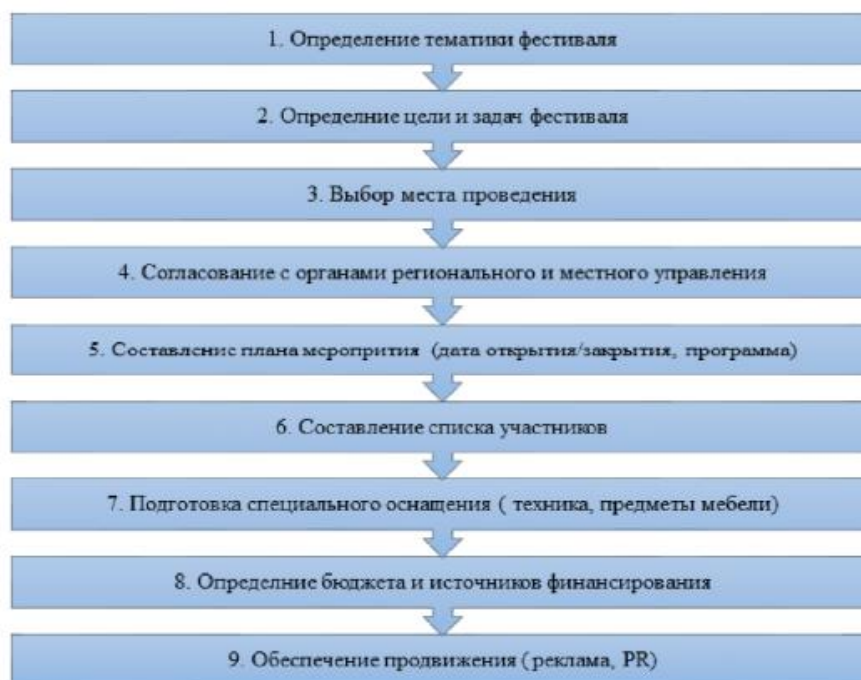 1. Определение тематики фестиваля
2. Определние цели и задач фестиваля
3. Выбор места проведения
4. Согласование с органами регионального и местного управления
5. Составление плана меропрития (дата открытия/закрытия, программа)
6. Составление списка участников
7. Подготовка специального оснащения ( техника, предметы мебели)
8. Определние бюджета и источников финансирования
9. Обеспечение продвижения ( реклама, PR)